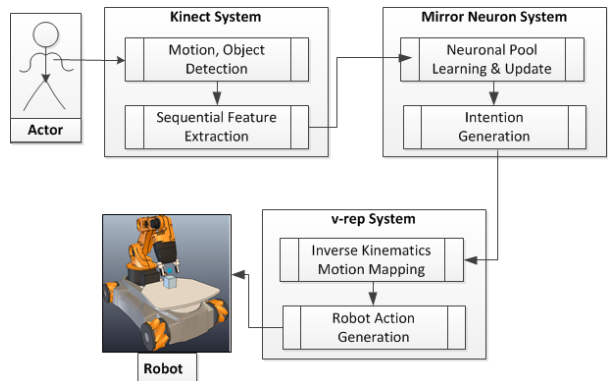 Kinect System
Motion, Object
Detection
Sequential Feature
Extraction
Actor
Mirror Neuron System
Neuronal Pool
Learning & Update
Intention
Generation
v-rep System
Inverse Kinematics
Motion Mapping
Robot Action
Generation
Robot